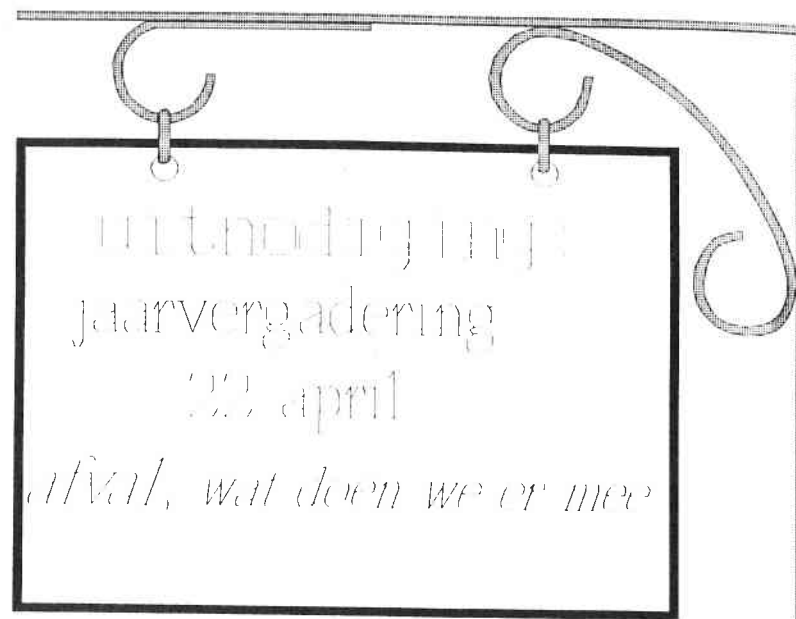 uitnodiging:
jaarvergadering
22 april
afval, wat doen we er mee